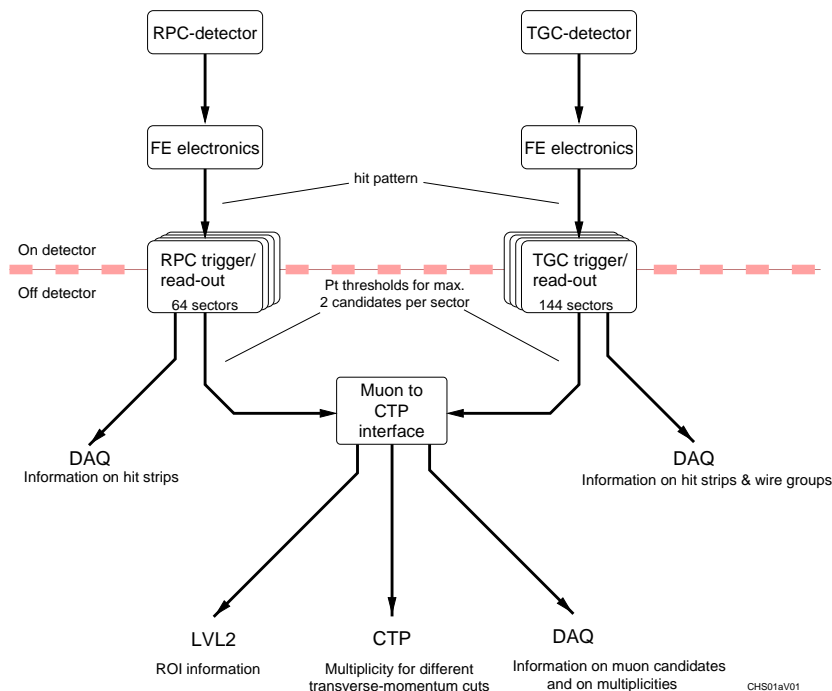 RPC-detector
TGC-detector
FE electronics
FE electronics
hit pattern
On detector
Off detector
RPC trigger/
read-out
64 sectors
Pt thresholds for max.
2 candidates per sector
TGC trigger/
read-out
144 sectors
Muon to
CTP
interface
DAQ
Information on hit strips
DAQ
Information on hit strips & wire groups
LVL2
ROI information
CTP
Multiplicity for different
transverse-momentum cuts
DAQ
Information on muon candidates
and on multiplicities
CHS01aV01